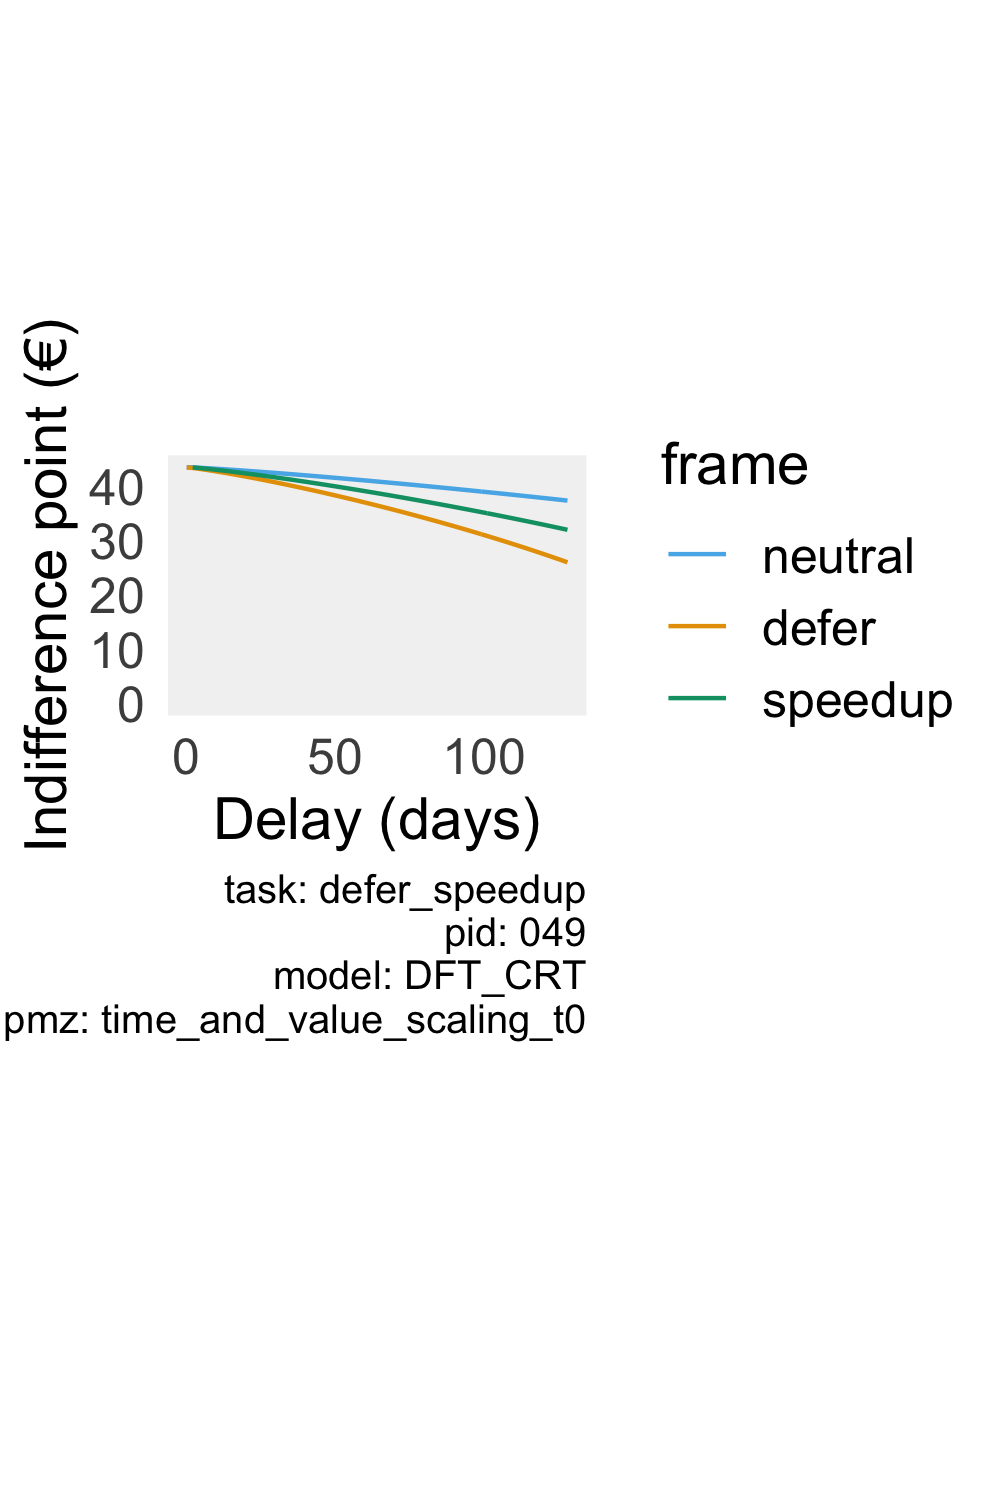 Indifference point (€)
40
30
20
10
0
0 50 100
Delay (days)
frame
neutral
defer
speedup
task: defer_speedup
pid: 049
model: DFT_CRT
pmz: time_and_value_scaling_t0